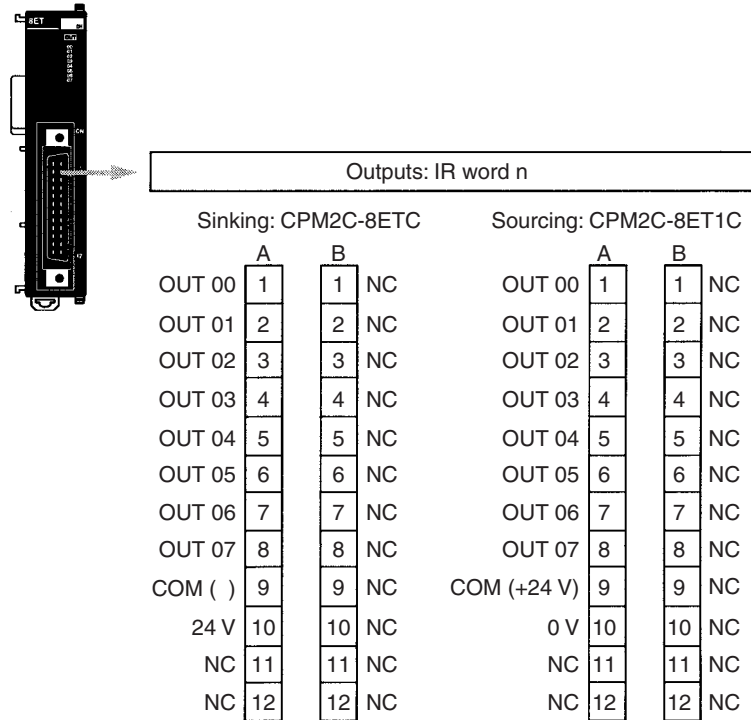 8ET
CN
Outputs: IR word n
Sinking: CPM2C-8ETC
Sourcing: CPM2C-8ET1C
A B A B
OUT 00 1 1 NC OUT 00 1 1 NC
OUT 01 2 2 NC OUT 01 2 2 NC
OUT 02 3 3 NC OUT 02 3 3 NC
OUT 03 4 4 NC OUT 03 4 4 NC
OUT 04 5 5 NC OUT 04 5 5 NC
OUT 05 6 6 NC OUT 05 6 6 NC
OUT 06 7 7 NC OUT 06 7 7 NC
OUT 07 8 8 NC OUT 07 8 8 NC
COM ( ) 9 9 NC COM (+24 V) 9 9 NC
24 V 10 10 NC 0 V 10 10 NC
NC 11 11 NC NC 11 11 NC
NC 12 12 NC NC 12 12 NC